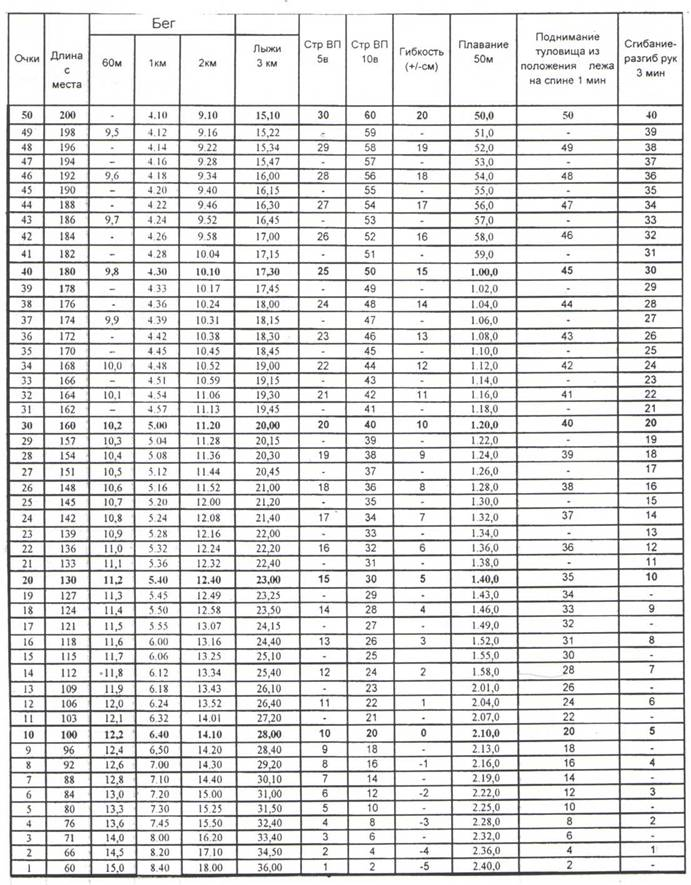 Очки Длина с места Бег Лыжи 3 км Стр ВП 5в Стр ВП 10в Гибкость (+/-см) Плавание 50м Поднимание туловища из положения лежа на спине 1 мин Сгибание-разгиб рук 3 мин
60м 1км 2км
50 200 - 4.10 9.10 15,10 30 60 20 50,0 50 40
49 198 9,5 4.12 9.16 15,22 - 59 - 51,0 - 39
48 196 - 4.14 9.22 15,34 29 58 19 52,0 49 38
47 194 – 4.16 9.28 15,47 - 57 - 53,0 - 37
46 192 9,6 4.18 9.34 16,00 28 56 18 54,0 48 36
45 190 – 4.20 9.40 16,15 - 55 - 55,0 - 35
44 188 – 4.22 9.46 16,30 27 54 17 56,0 47 34
43 186 9,7 4.24 9.52 16,45 - 53 - 57,0 - 33
42 184 - 4.26 9.58 17,00 26 52 16 58,0 46 32
41 182 – 4.28 10.04 17,15 - 51 - 59,0 - 31
40 180 9,8 4.30 10.10 17,30 25 50 15 1.00,0 45 30
39 178 – 4.33 10.17 17,45 - 49 - 1.02,0 - 29
38 176 - 4.36 10.24 18,00 24 48 14 1.04,0 44 28
37 174 9,9 4.39 10.31 18,15 - 47 - 1.06,0 - 27
36 172 - 4.42 10.38 18,30 23 46 13 1.08,0 43 26
35 170 – 4.45 10.45 18,45 - 45 - 1.10,0 - 25
34 168 10,0 4.48 10.52 19,00 22 44 12 1.12,0 42 24
33 166 – 4.51 10.59 19,15 - 43 - 1.14,0 - 23
32 164 10,1 4.54 11.06 19,30 21 42 11 1.16,0 41 22
31 162 – 4.57 11.13 19,45 - 41 - 1.18,0 - 21
30 160 10,2 5.00 11.20 20,00 20 40 10 1.20,0 40 20
29 157 10,3 5.04 11.28 20,15 - 39 - 1.22,0 - 19
28 154 10,4 5.08 11.36 20,30 19 38 9 1.24,0 39 18
27 151 10,5 5.12 11.44 20,45 - 37 - 1.26,0 - 17
26 148 10,6 5.16 11.52 21,00 18 36 8 1.28,0 38 16
25 145 10,7 5.20 12.00 21,20 - 35 - 1.30,0 - 15
24 142 10,8 5.24 12.08 21,40 17 34 7 1.32,0 37 14
23 139 10,9 5.28 12.16 22,00 - 33 - 1.34,0 - 13
22 136 11,0 5.32 12.24 22,20 16 32 6 1.36,0 36 12
21 133 11,1 5.36 12.32 22,40 - 31 - 1.38,0 - 11
20 130 11,2 5.40 12.40 23,00 15 30 5 1.40,0 35 10
19 127 11,3 5.45 12.49 23,25 - 29 - 1.43,0 34 -
18 124 11,4 5.50 12.58 23,50 14 28 4 1.46,0 33 9
17 121 11,5 5.55 13.07 24,15 - 27 - 1.49,0 32 -
16 118 11,6 6.00 13.16 24,40 13 26 3 1.52,0 31 8
15 115 11,7 6.06 13.25 25,10 - 25 - 1.55,0 30 -
14 112 11,8 6.12 13.34 25,40 12 24 2 1.58,0 28 7
13 109 11,9 6.18 13.43 26,10 - 23 - 2.01,0 26 -
12 106 12,0 6.24 13.52 26,40 11 22 1 2.04,0 24 6
11 103 12,1 6.32 14.01 27,20 - 21 - 2.07,0 22 -
10 100 12,2 6.40 14.10 28,00 10 20 0 2.10,0 20 5
9 96 12,4 6,50 14.20 28,40 9 18 - 2.13,0 18 -
8 92 12,6 7.00 14.30 29,20 8 16 -1 2.16,0 16 4
7 88 12,8 7.10 14.40 30,10 7 14 - 2.19,0 14 -
6 84 13,0 7.20 15.00 31,00 6 12 -2 2.22,0 12 3
5 80 13,3 7.30 15.25 31,50 5 10 - 2.25,0 10 -
4 76 13,6 7.45 15.50 32,40 4 8 -3 2.28,0 8 2
3 71 14,0 8.00 16.20 33,40 3 6 - 2.32,0 6 -
2 66 14,5 8.20 17.10 34,50 2 4 -4 2.36,0 4 1
1 60 15,0 8.40 18.00 36,00 1 2 -5 2.40,0 2 -